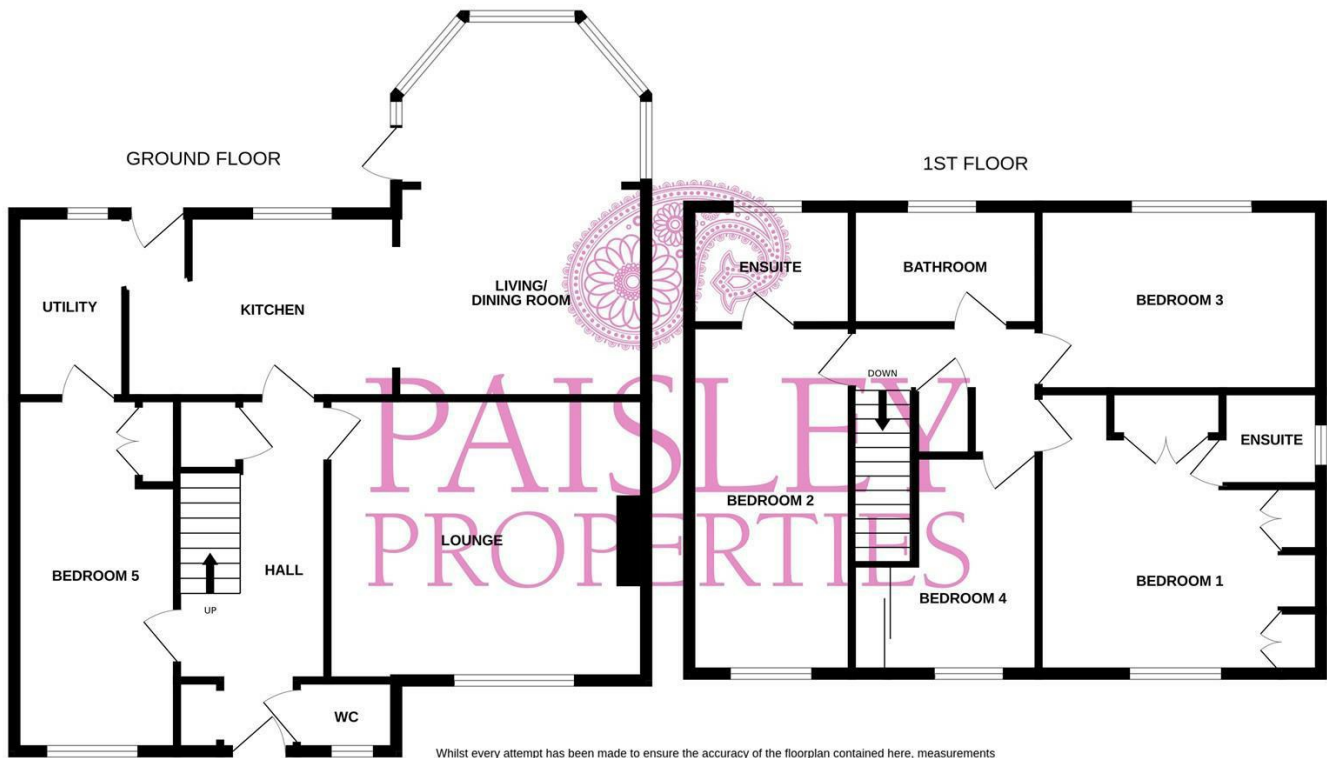 GROUND FLOOR
UTILITY
KITCHEN
LIVING/
DINING ROOM
BEDROOM 5
HALL
UP
LOUNGE
WC
1ST FLOOR
ENSUITE
BATHROOM
BEDROOM 3
DOWN
ENSUITE
BEDROOM 2
BEDROOM 4
BEDROOM 1
PAISLEY
PROPERTIES
Whilst every attempt has been made to ensure the accuracy of the floorplan contained here, measurements